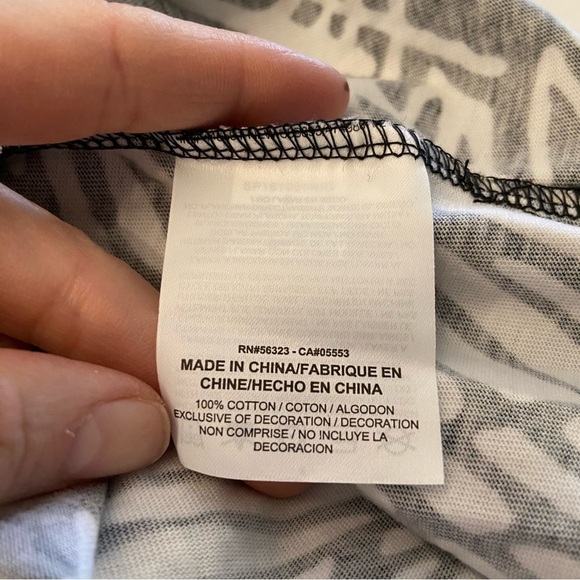 RN#56323 - CA#05553
MADE IN CHINA/FABRIQUE EN
CHINE/HECHO EN CHINA
100% COTTON / COTON / ALGODON
EXCLUSIVE OF DECORATION / DECORATION
NON COMPRISE / NO INCLUYE LA
DECORACION